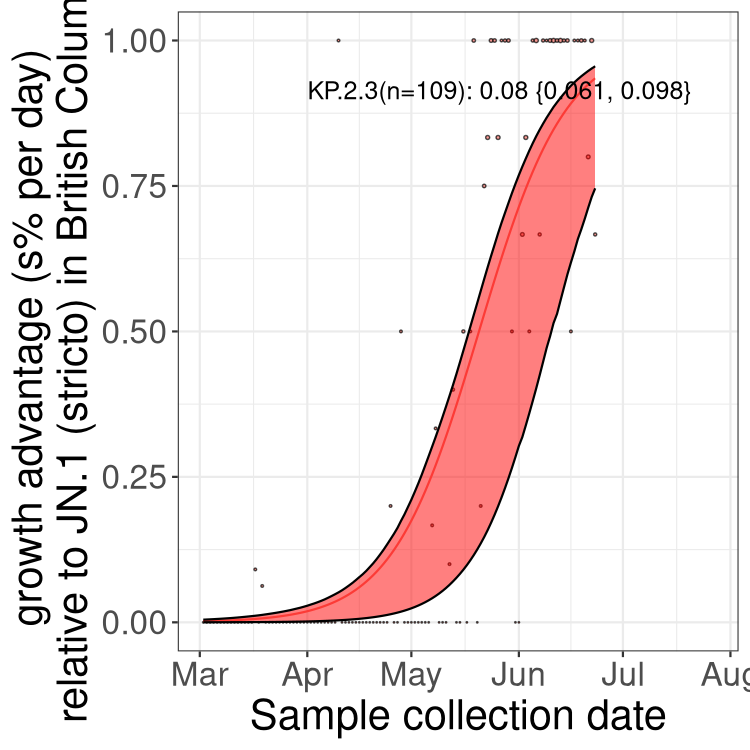 growth advantage (s% per day)
relative to JN.1 (stricto) in British Colum
1.00
0.75
0.50
0.25
0.00
KP.2.3(n=109): 0.08 {0.061, 0.098}
Mar Apr May Jun Jul Aug
Sample collection date